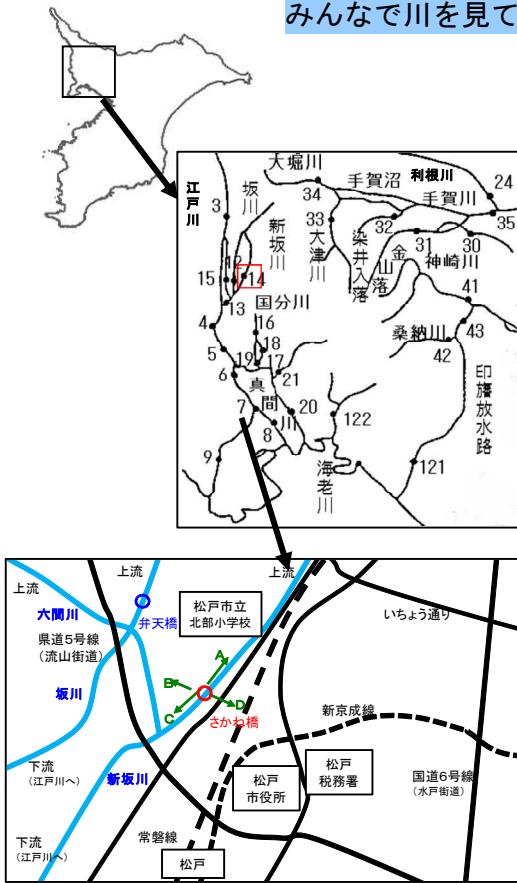 みんなで川を見て
大堀川
利根川
24
江戸川
坂川
34
手賀沼
手賀川
3
新坂川
33
大津川
染井入落
32
35
31
30
金山落
神崎川
12
15
14
13
国分川
41
16
4
桑納川
43
18
5
19
17
42
6
21
印旛放水路
真間川
7
20
122
8
9
海老川
121
上流
上流
上流
六間川
松戸市立
北部小学校
弁天橋
いちょう通り
県道5号線
(流山街道)
A
B
坂川
D
C
さかね橋
新京成線
下流
(江戸川へ)
新坂川
松戸
市役所
松戸
税務署
国道6号線
(水戸街道)
下流
(江戸川へ)
常磐線
松戸